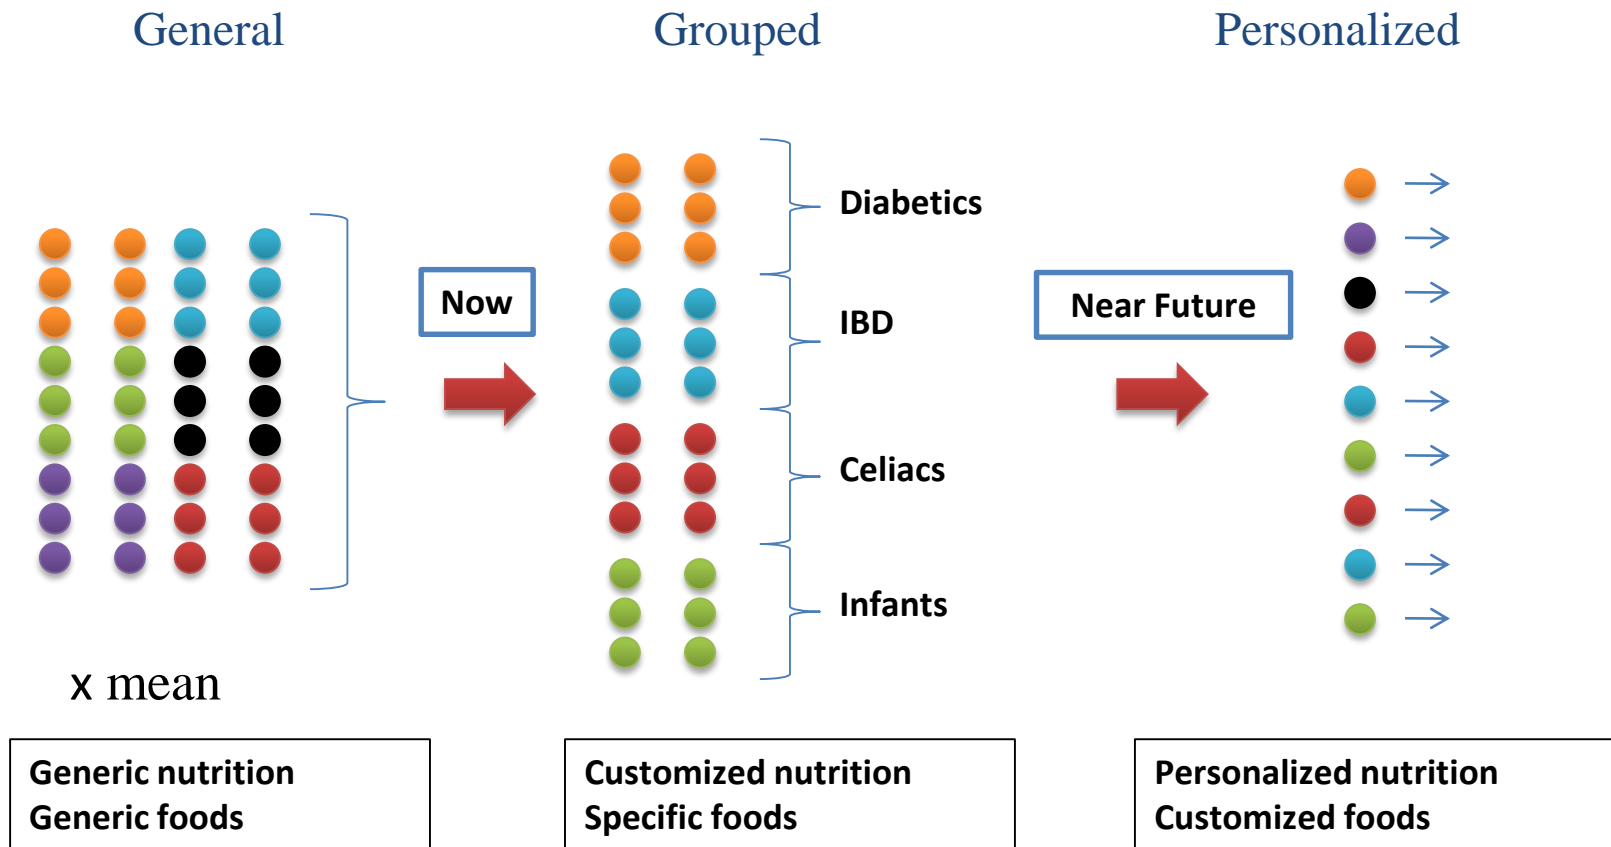 General
Grouped
Personalized
Now
Near Future
Diabetics
IBD
Celiacs
Infants
x mean
Generic nutrition
Generic foods
Customized nutrition
Specific foods
Personalized nutrition
Customized foods